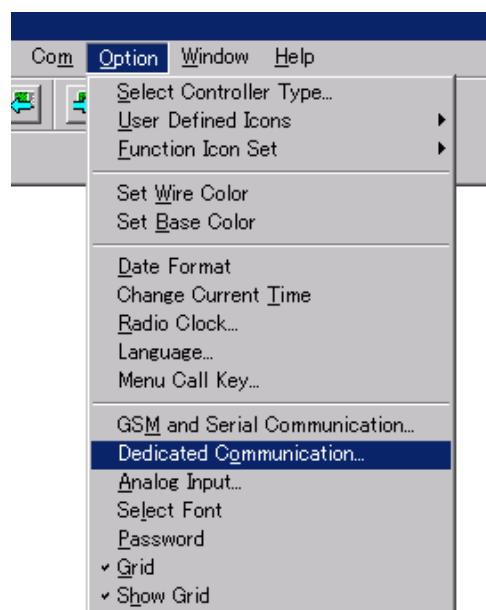 Com Option Window Help
Select Controller Type...
User Defined Icons
Function Icon Set
Set Wire Color
Set Base Color
Date Format
Change Current Time
Radio Clock...
Language...
Menu Call Key...
GSM and Serial Communication...
Dedicated Communication...
Analog Input...
Select Font
Password
Grid
Show Grid